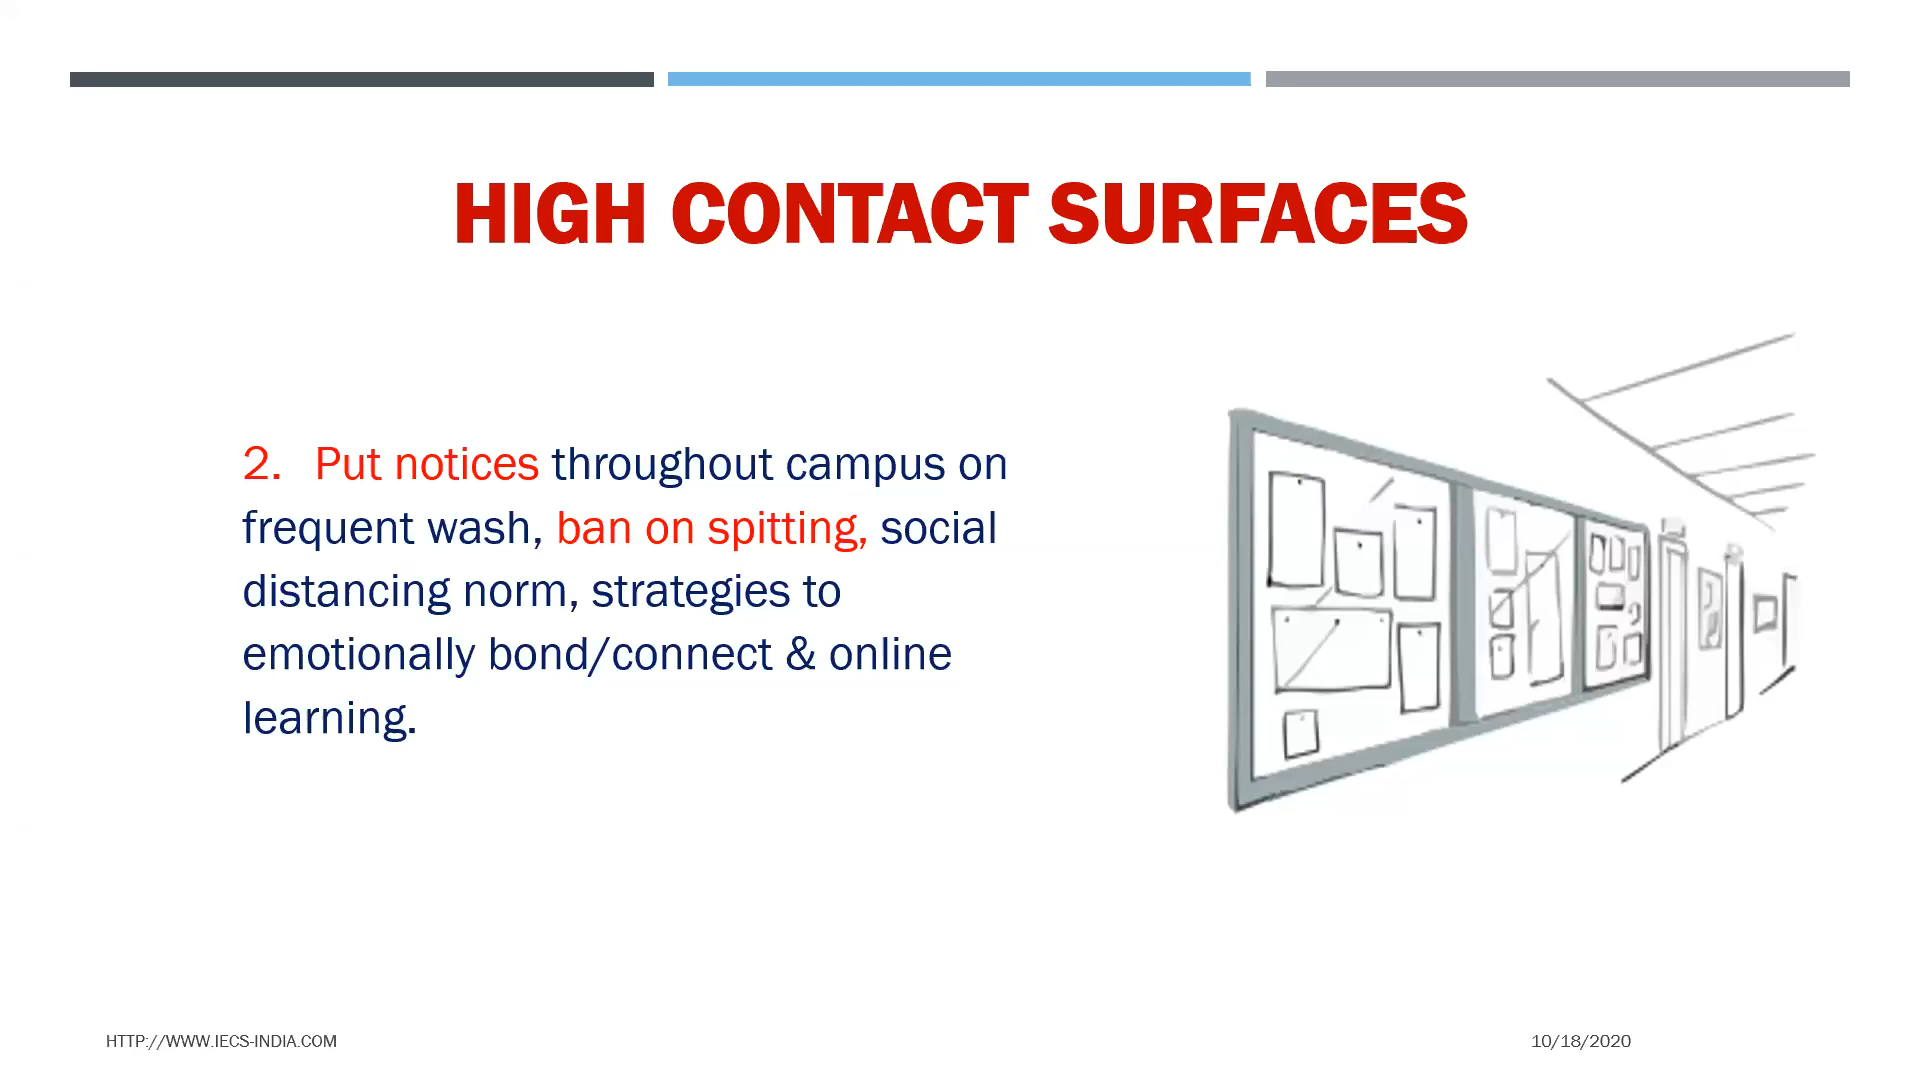 HIGH CONTACT SURFACES
2. Put notices throughout campus on
frequent wash, ban on spitting, social
distancing norm, strategies to
emotionally bond/connect & online
learning.
HTTP://WWW.IECS-INDIA.COM
10/18/2020